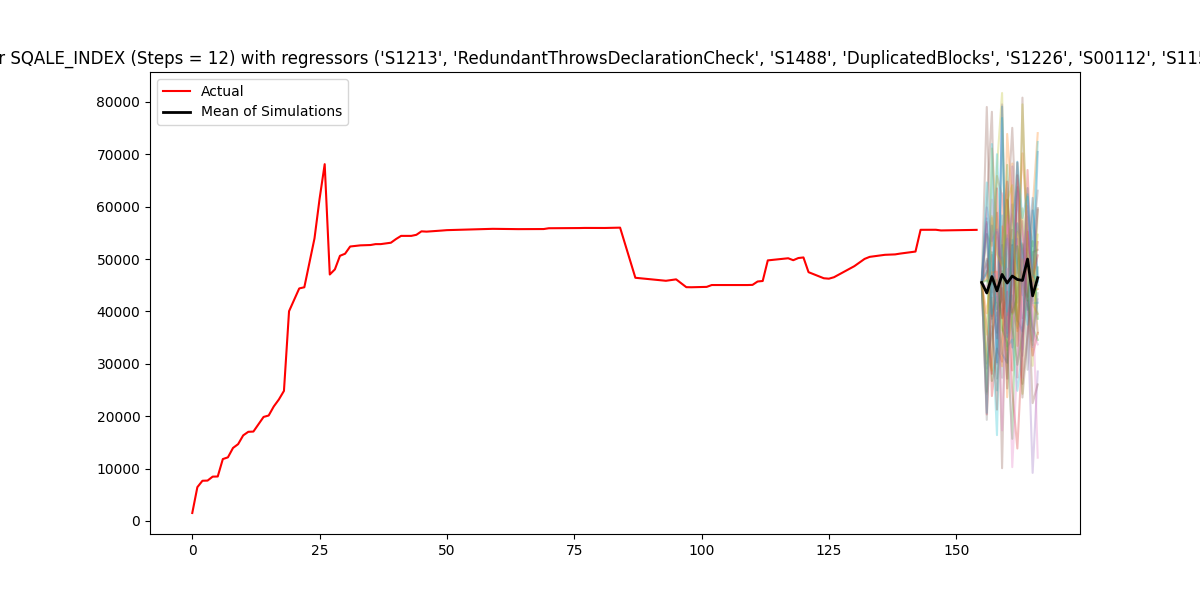 r SQALE_INDEX (Steps = 12) with regressors ('S1213', 'RedundantThrowsDeclarationCheck', 'S1488', 'DuplicatedBlocks', 'S1226', 'S00112', 'S115
Actual
Mean of Simulations
80000
70000
60000
50000
40000
30000
20000
10000
0
0 25 50 75 100 125 150